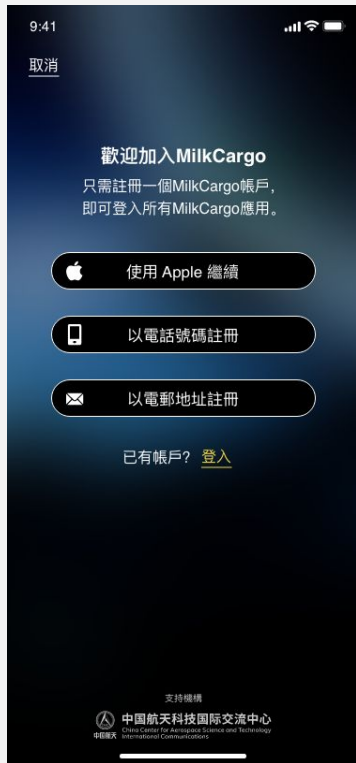 9:41
取消
歡迎加入MilkCargo
只需註冊一個MilkCargo帳戶，
即可登入所有MilkCargo應用。
使用 Apple 繼續
以電話號碼註冊
以電郵地址註冊
已有帳戶? 登入
支持機構
中国航天科技国际交流中心
中国航天
China Center for Aerospace Science and Technology
International Communications